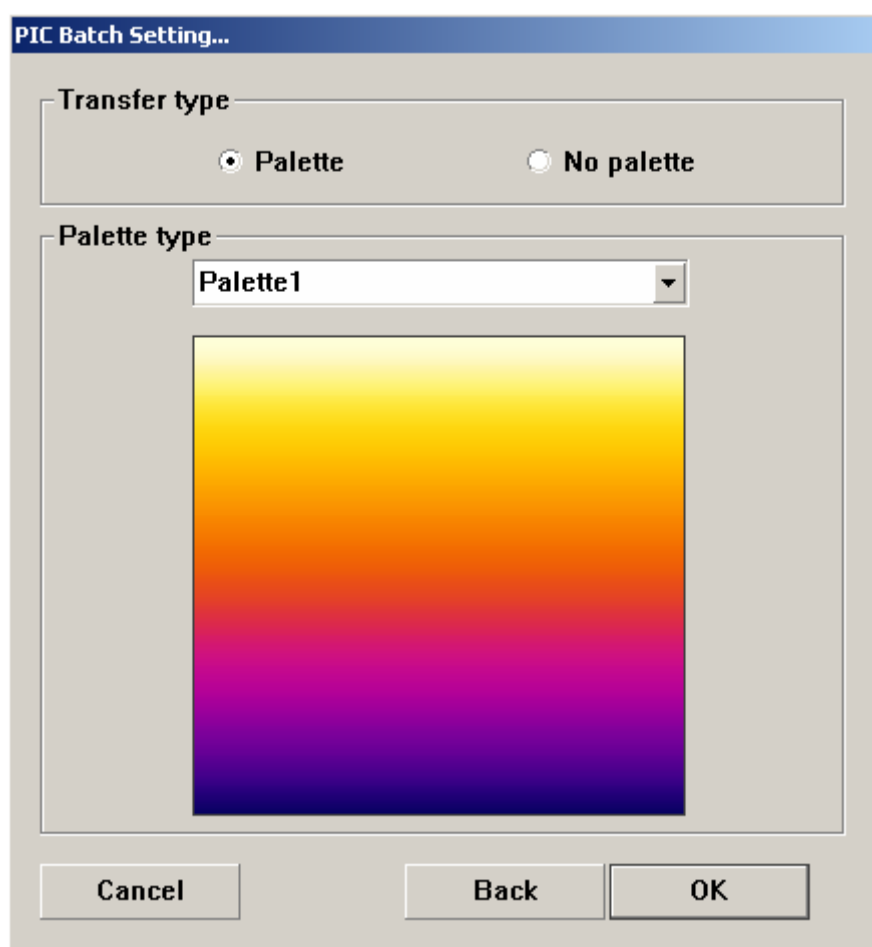 PIC Batch Setting...
Transfer type
Palette No palette
Palette type
Palette1
Cancel Back OK